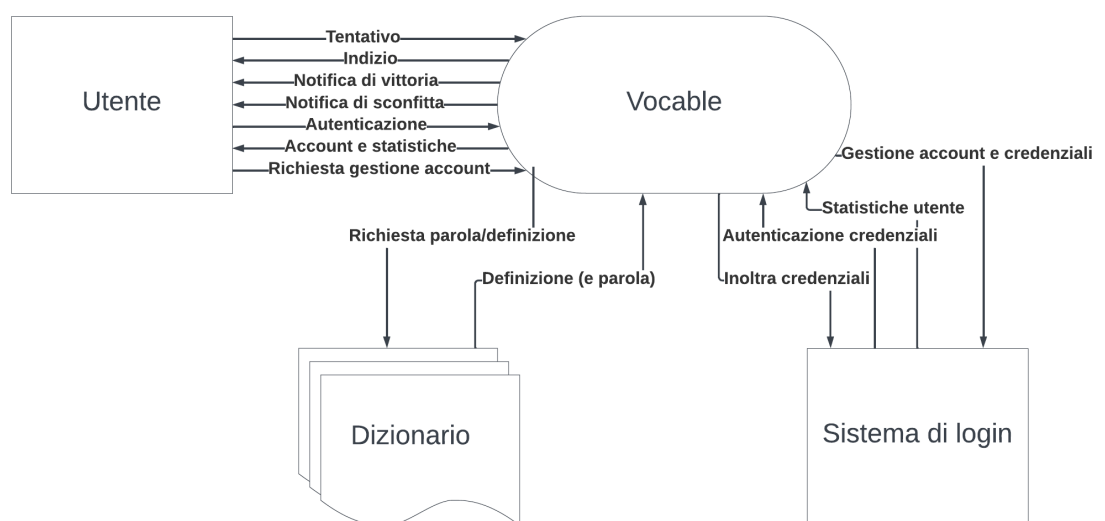 Utente
Tentativo
Indizio
Notifica di vittoria
Notifica di sconfitta
Autenticazione
Account e statistiche
Richiesta gestione account
Vocable
Gestione account e credenziali
Statistiche utente
Richiesta parola/definizione
Autenticazione credenziali
Definizione (e parola)
Inoltra credenziali
Dizionario
Sistema di login